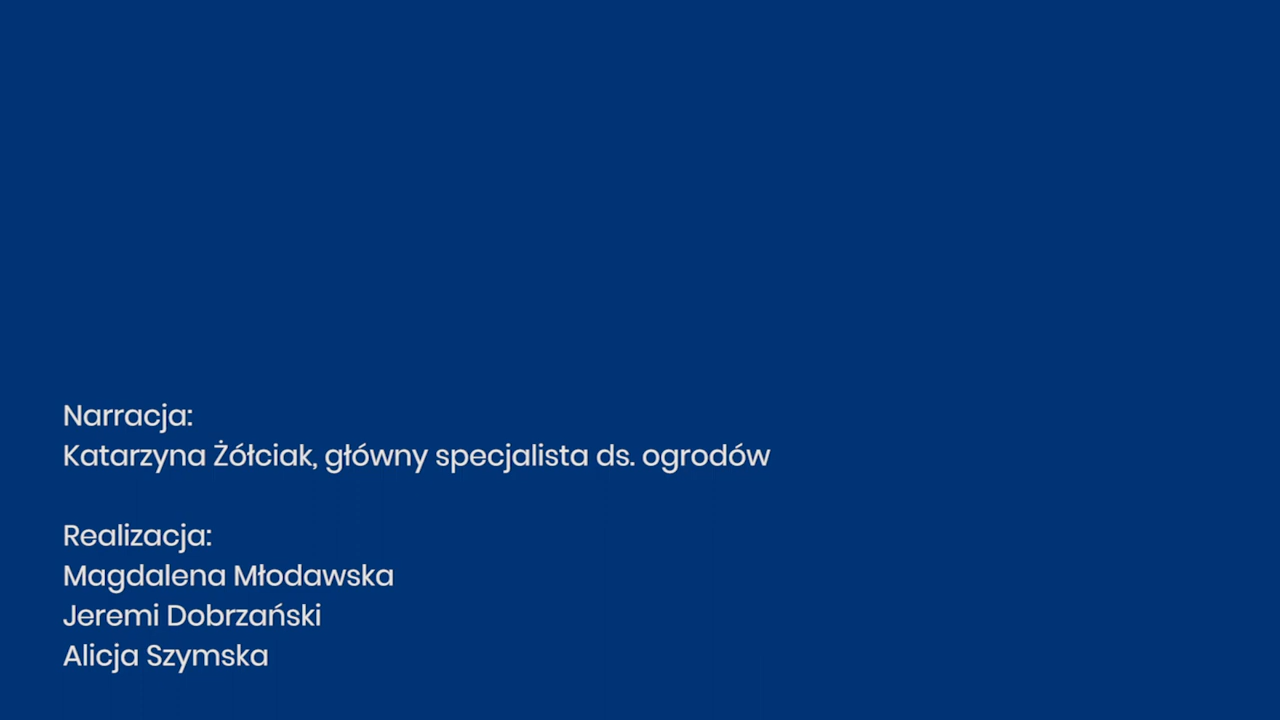 Narracja:
Katarzyna Żółciak, główny specjalista ds. ogrodów
Realizacja:
Magdalena Młodawska
Jeremi Dobrzański
Alicja Szymska